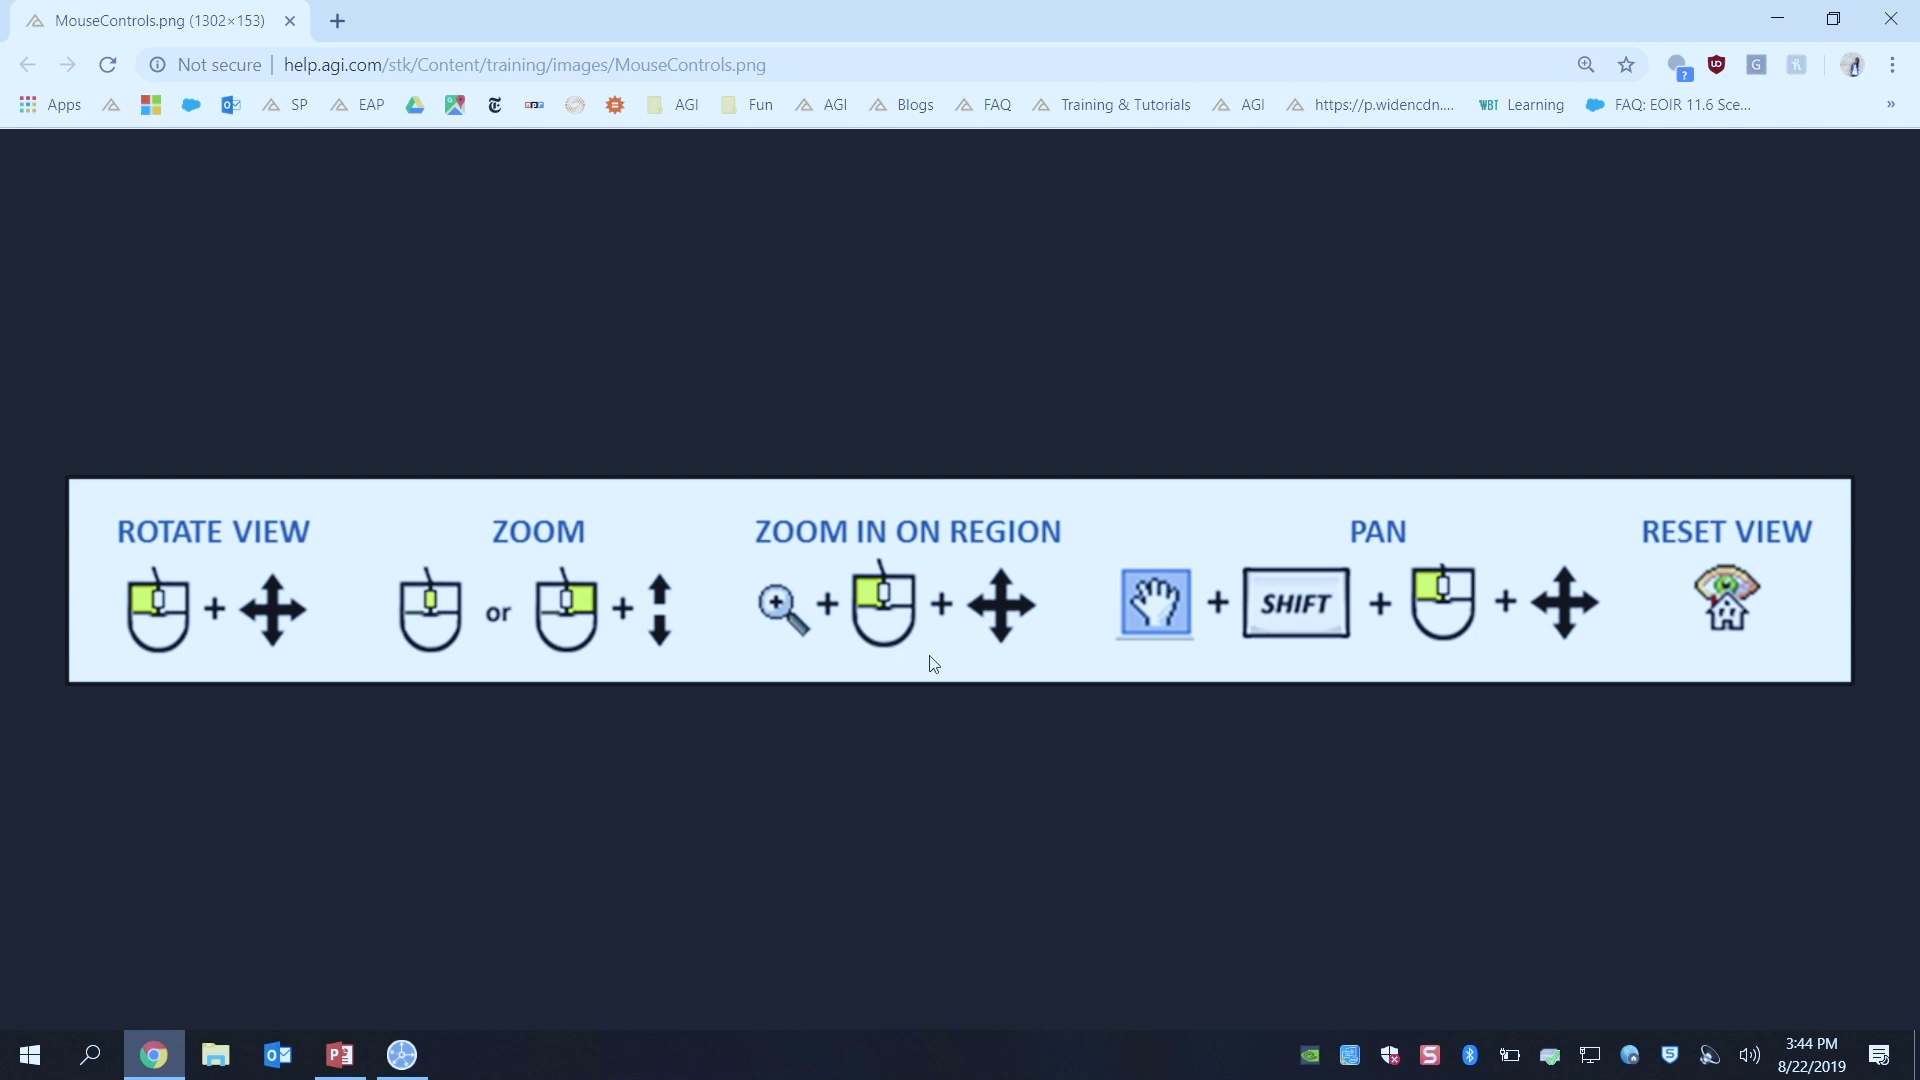 MouseControls.png (1302×153)
Not secure | help.agi.com/stk/Content/training/images/MouseControls.png
Apps SP EAP AGI Fun AGI Blogs FAQ Training & Tutorials AGI https://p.widencdn.... WBT Learning FAQ: EOIR 11.6 Sce... »
ROTATE VIEW ZOOM ZOOM IN ON REGION PAN RESET VIEW
or SHIFT
3:44 PM
8/22/2019